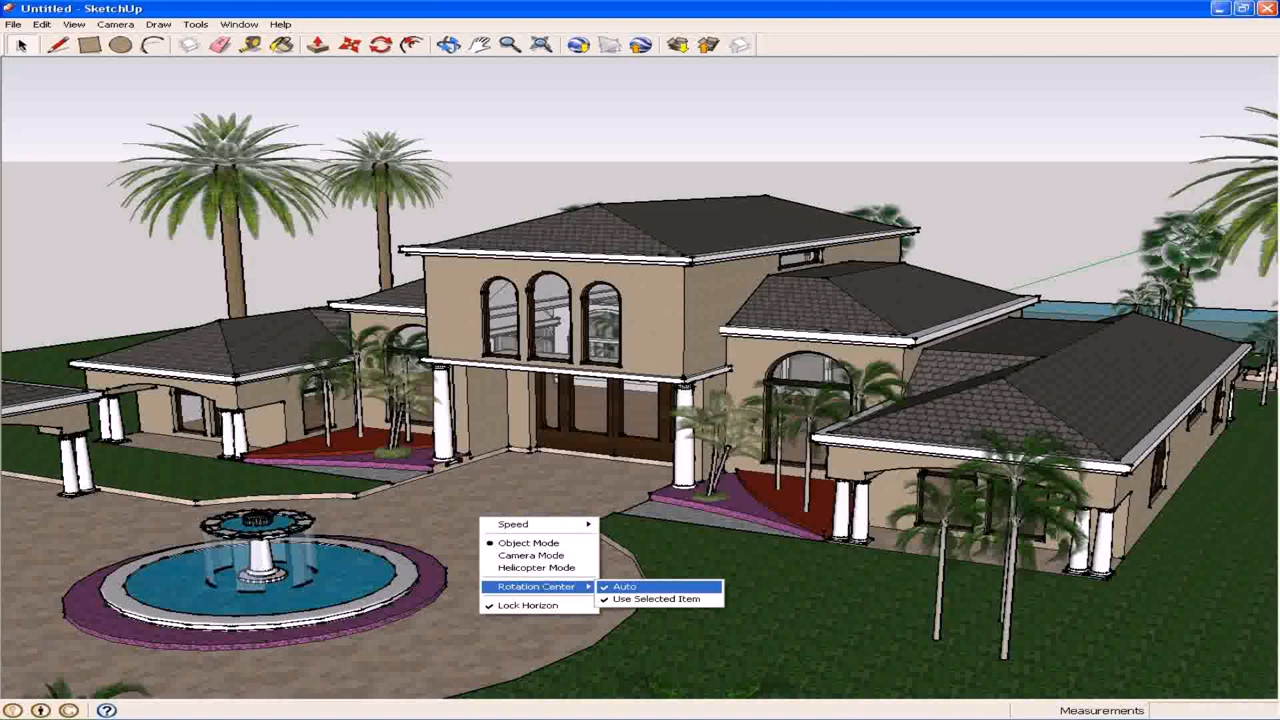 Untitled - SketchUp
File Edit View Camera Draw Tools Window Help
Speed
Object Mode
Camera Mode
Helicopter Mode
Rotation Center
Auto
Use Selected Item
Lock Horizon
Measurements